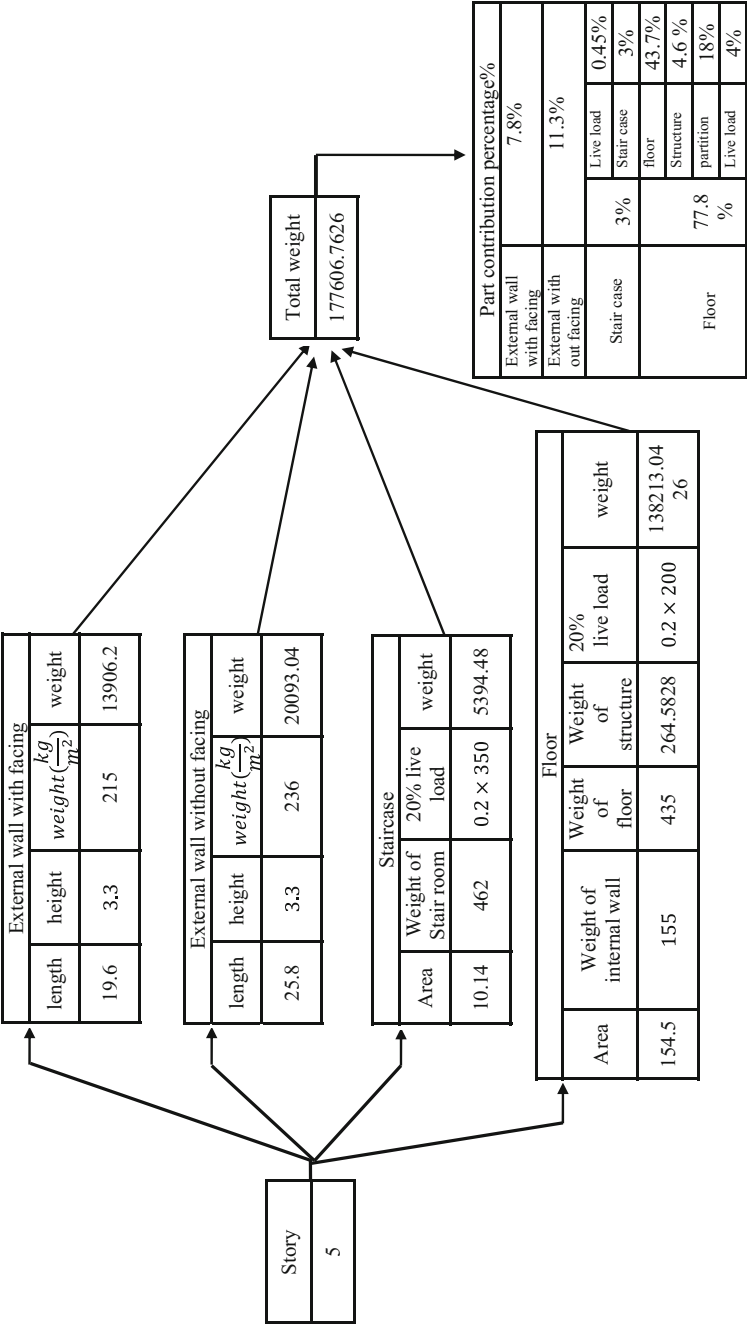 Story
5
External wall with facing
length
height
weight(kg/m²)
weight
19.6
3.3
215
13906.2
External wall without facing
length
height
weight(kg/m²)
weight
25.8
3.3
236
20093.04
Staircase
Area
Weight of
Stair room
20% live
load
weight
10.14
462
0.2 × 350
5394.48
Floor
Area
Weight of
internal wall
Weight
of
floor
Weight
of
structure
20%
live load
weight
154.5
155
435
264.5828
0.2 × 200
138213.04
26
Total weight
177606.7626
Part contribution percentage%
External wall
with facing
7.8%
External with
out facing
11.3%
Stair case
3%
Live load
0.45%
Stair case
3%
Floor
77.8
%
floor
43.7%
Structure
4.6 %
partition
18%
Live load
4%